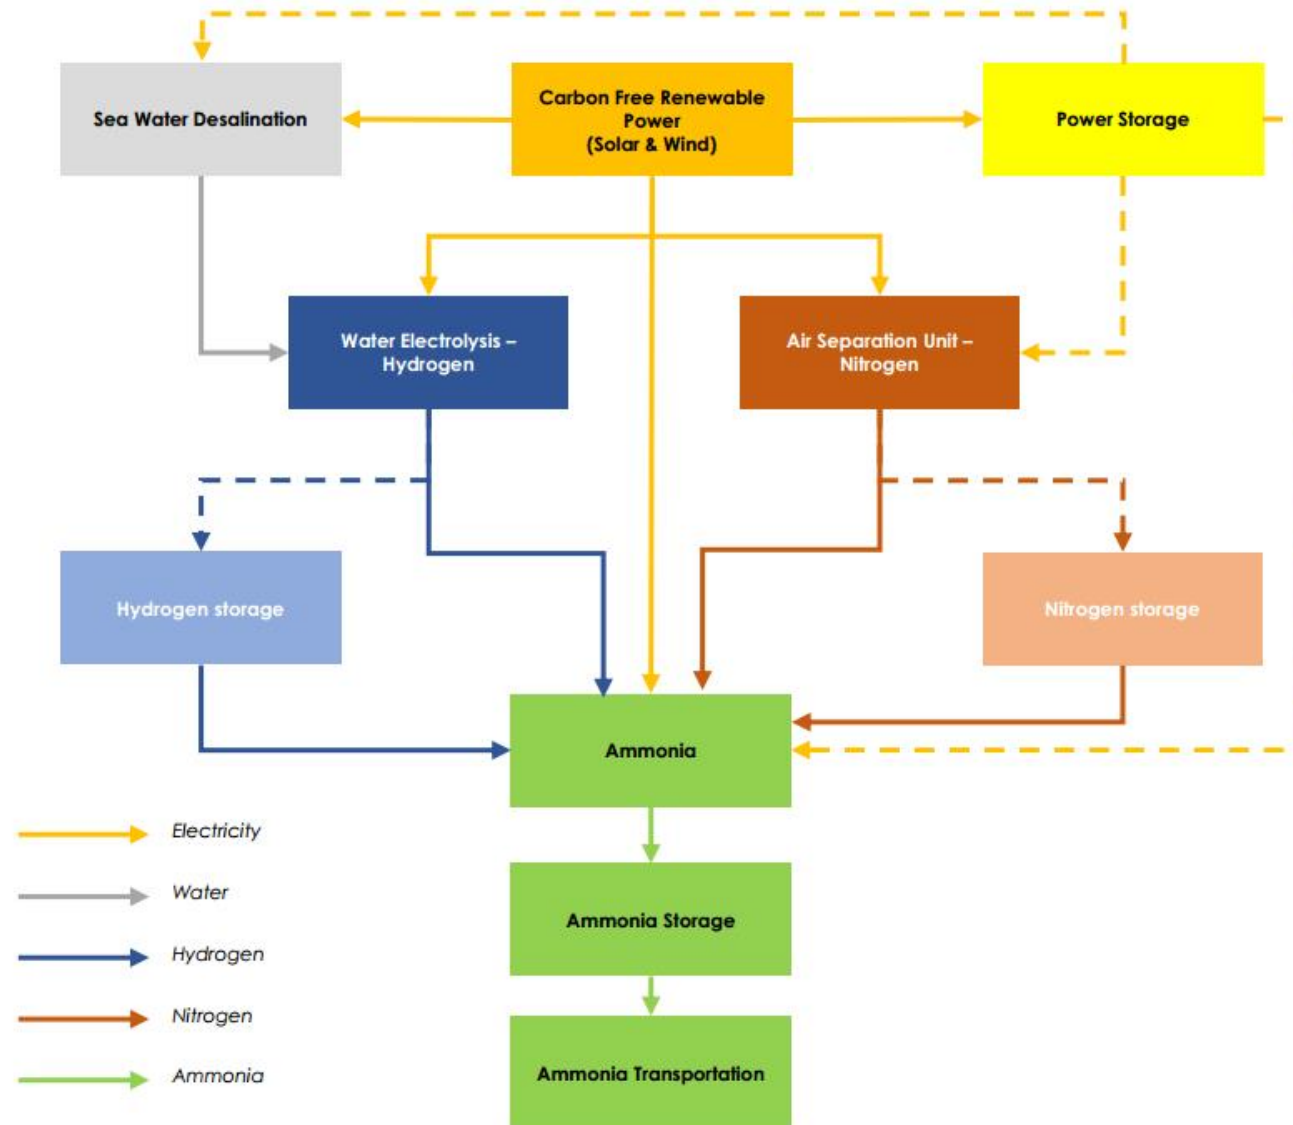 Sea Water Desalination
Carbon Free Renewable
Power
(Solar & Wind)
Power Storage
Water Electrolysis –
Hydrogen
Air Separation Unit –
Nitrogen
Hydrogen storage
Nitrogen storage
Ammonia
Ammonia Storage
Ammonia Transportation
Electricity
Water
Hydrogen
Nitrogen
Ammonia